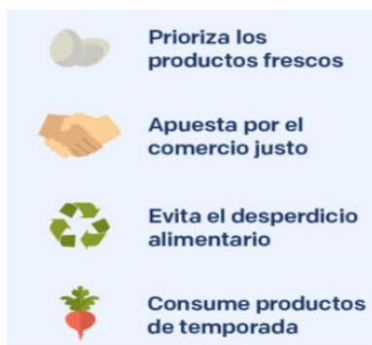 Prioriza los
productos frescos
Apuesta por el
comercio justo
Evita el desperdicio
alimentario
Consume productos
de temporada